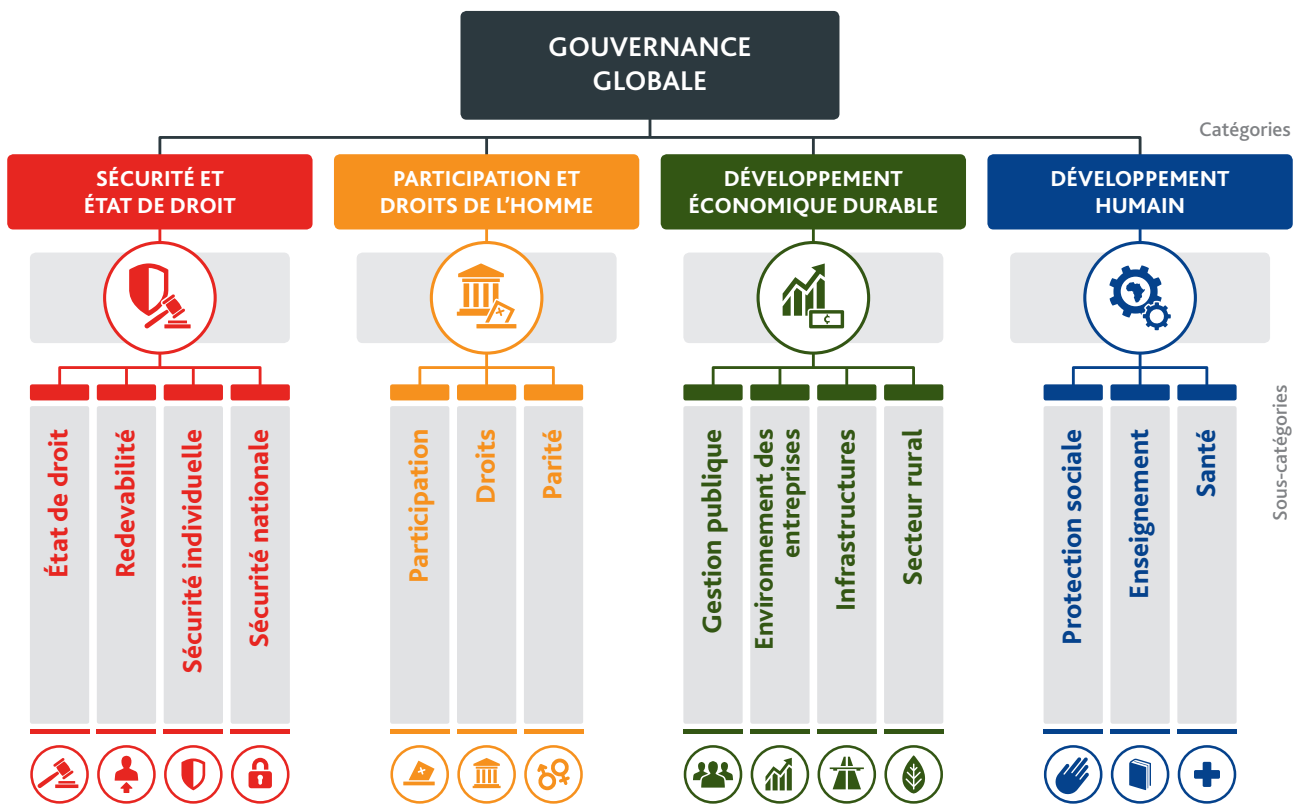 GOUVERNANCE
GLOBALE
Catégories
SÉCURITÉ ET
ÉTAT DE DROIT
PARTICIPATION ET
DROITS DE L'HOMME
DÉVELOPPEMENT
ÉCONOMIQUE DURABLE
DÉVELOPPEMENT
HUMAIN
¢
Sous-catégories
État de droit
Redevabilité
Sécurité individuelle
Sécurité nationale
Participation
Droits
Parité
Gestion publique
Environnement des
entreprises
Infrastructures
Secteur rural
Protection sociale
Enseignement
Santé